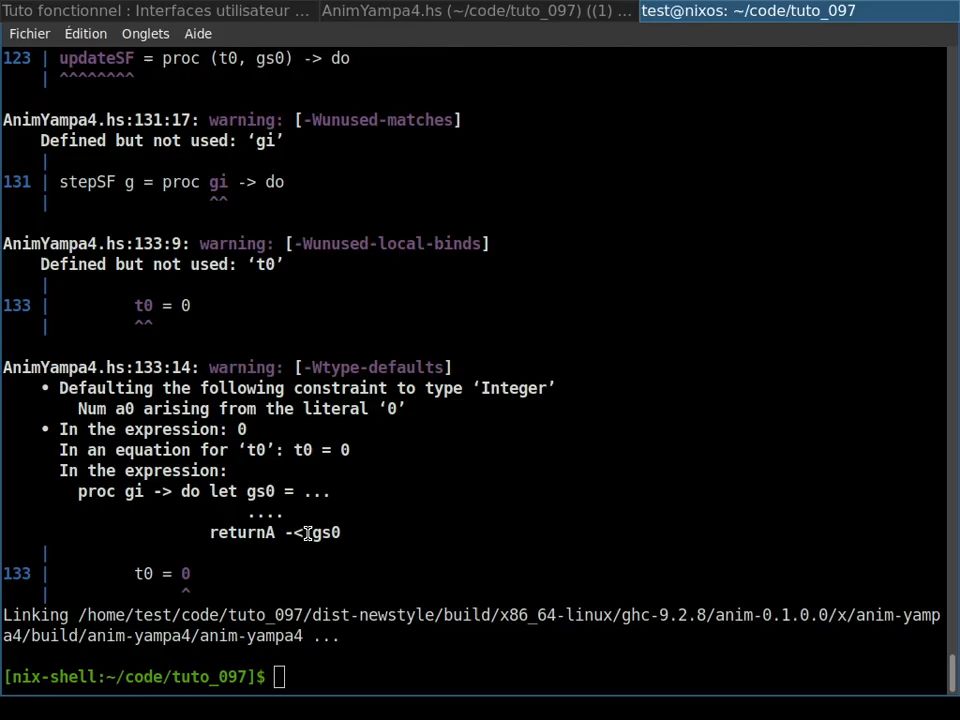 Tuto fonctionnel : Interfaces utilisateur ... AnimYampa4.hs (~/code/tuto_097) ((1) ... test@nixos: ~/code/tuto_097
Fichier Édition Onglets Aide
123 | updateSF = proc (t0, gs0) -> do
    | ^^^^^^^^
AnimYampa4.hs:131:17: warning: [-Wunused-matches]
    Defined but not used: ‘gi’
    |
131 | stepSF g = proc gi -> do
    |                 ^^
AnimYampa4.hs:133:9: warning: [-Wunused-local-binds]
    Defined but not used: ‘t0’
    |
133 |         t0 = 0
    |         ^^
AnimYampa4.hs:133:14: warning: [-Wtype-defaults]
    • Defaulting the following constraint to type ‘Integer’
        Num a0 arising from the literal ‘0’
    • In the expression: 0
      In an equation for ‘t0’: t0 = 0
      In the expression:
        proc gi -> do let gs0 = ...
                          ....
                      returnA -< gs0
    |
133 |         t0 = 0
    |              ^
Linking /home/test/code/tuto_097/dist-newstyle/build/x86_64-linux/ghc-9.2.8/anim-0.1.0.0/x/anim-yamp
a4/build/anim-yampa4/anim-yampa4 ...
[nix-shell:~/code/tuto_097]$